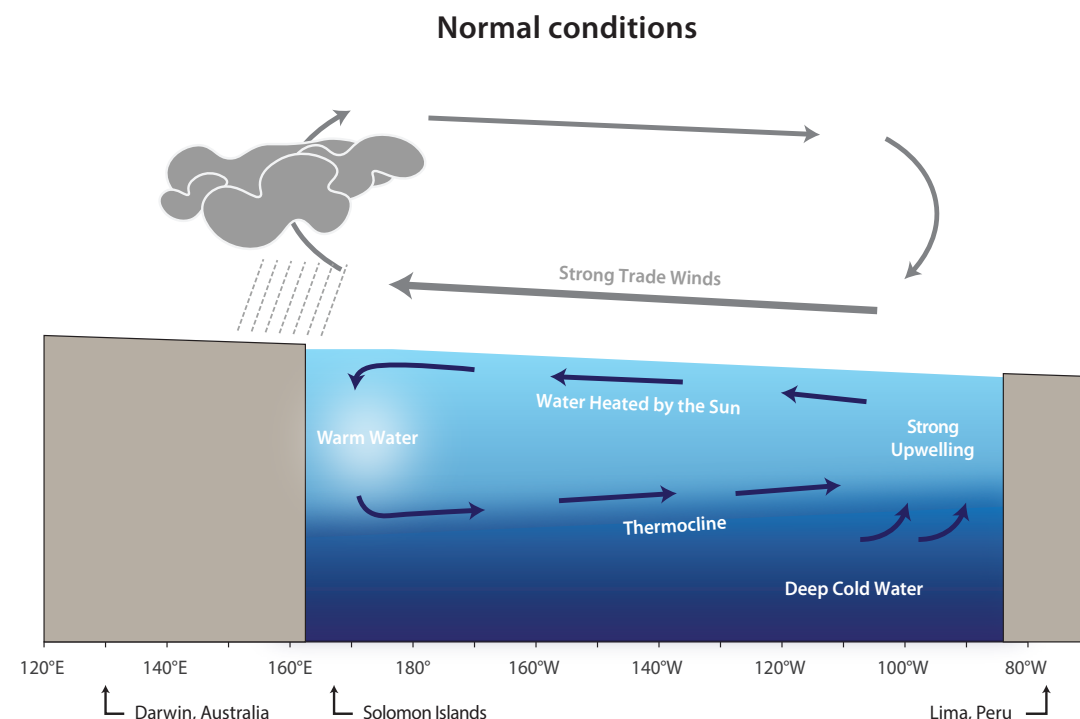 Normal conditions
Strong Trade Winds
Water Heated by the Sun
Warm Water
Strong
Upwelling
Thermocline
Deep Cold Water
120°E 140°E 160°E 180° 160°W 140°W 120°W 100°W 80°W
Darwin, Australia Solomon Islands Lima, Peru